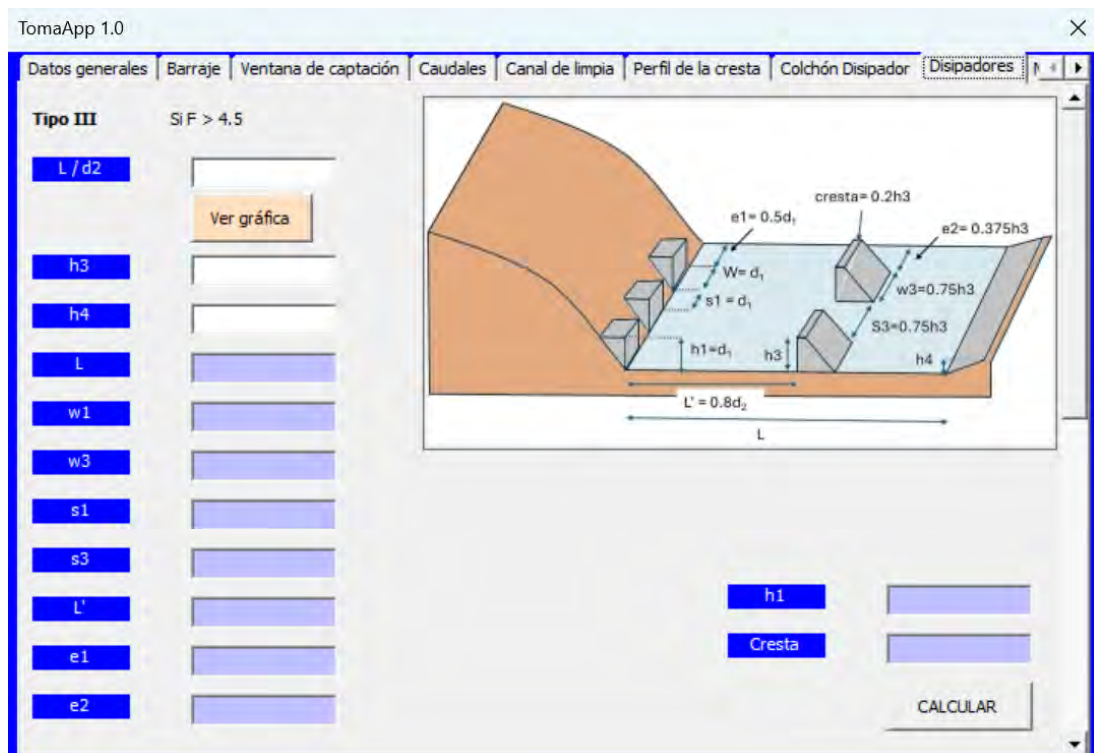 TomaApp 1.0
Datos generales Barraje Ventana de captación Caudales Canal de limpia Perfil de la cresta Colchón Disipador Disipadores
Tipo III Si F > 4.5
L / d2
Ver gráfica
h3
h4
L
w1
w3
s1
s3
L'
e1
e2
cresta= 0.2h3
e1= 0.5d₁
e2= 0.375h3
W= d₁
w3=0.75h3
s1 = d₁
S3=0.75h3
h1=d₁
h3
h4
L' = 0.8d₂
L
h1
Cresta
CALCULAR